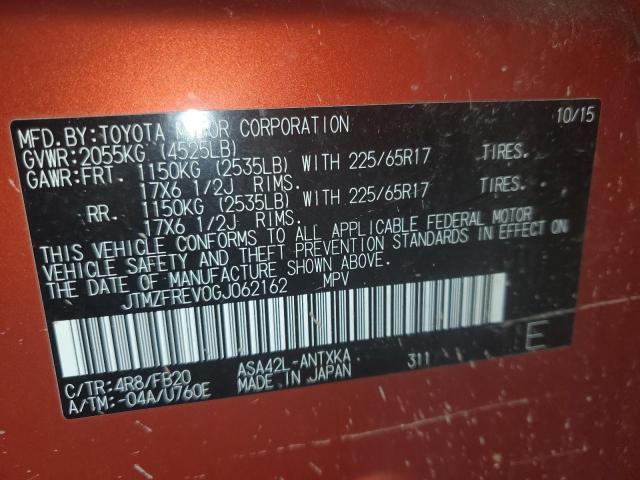 MFD.BY:TOYOTA MOTOR CORPORATION 10/15
GVWR:2055KG (4525LB)
GAWR:FRT. 1150KG (2535LB) WITH 225/65R17 TIRES.
17X6 1/2J RIMS.
RR. 1150KG (2535LB) WITH 225/65R17 TIRES.
17X6 1/2J RIMS.
THIS VEHICLE CONFORMS TO ALL APPLICABLE FEDERAL MOTOR
VEHICLE SAFETY AND THEFT PREVENTION STANDARDS IN EFFECT ON
THE DATE OF MANUFACTURE SHOWN ABOVE.
JTMZFREV0GJ062162 MPV
C/TR:4R8/FB20 ASA42L-ANTXKA 311 E
A/TM:-04A/U760E MADE IN JAPAN